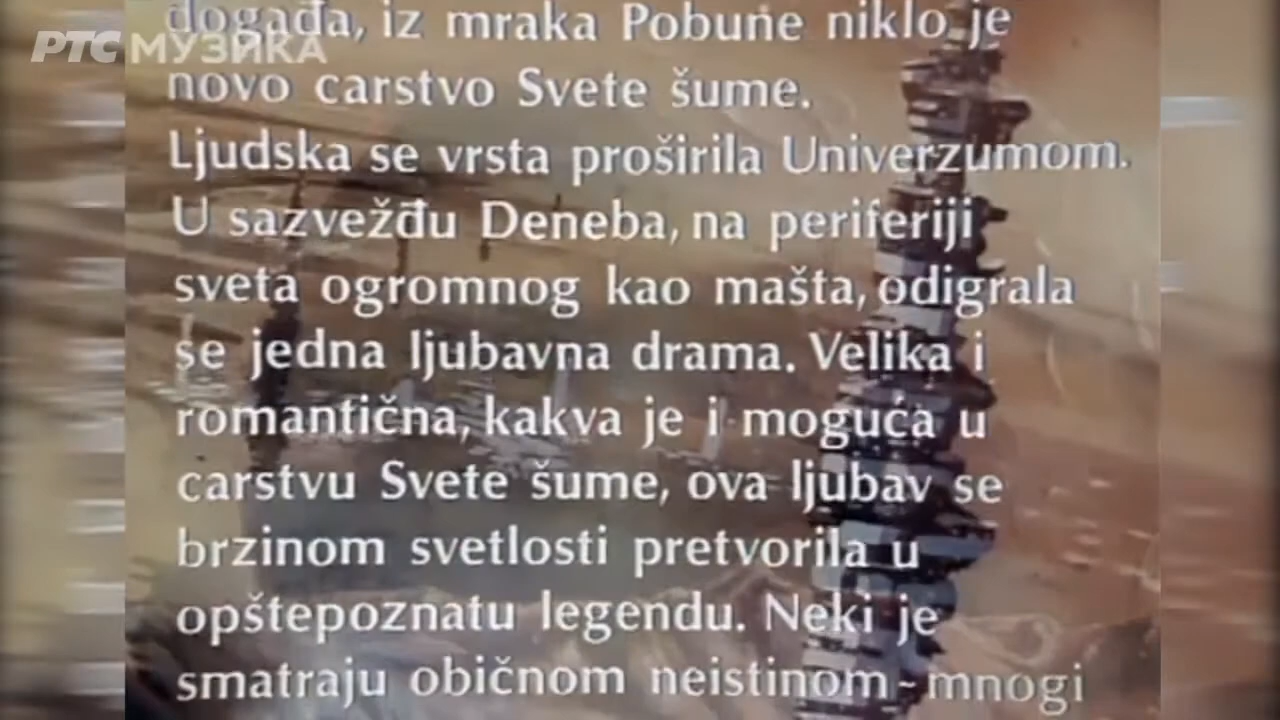 događa, iz mraka Pobune niklo je
РТС МУЗИКА
novo carstvo Svete šume.
Ljudska se vrsta proširila Univerzumom.
U sazvežđu Deneba, na periferiji
sveta ogromnog kao mašta, odigrala
se jedna ljubavna drama. Velika i
romantična, kakva je i moguća u
carstvu Svete šume, ova ljubav se
brzinom svetlosti pretvorila u
opštepoznatu legendu. Neki je
smatraju običnom neistinom - mnogi